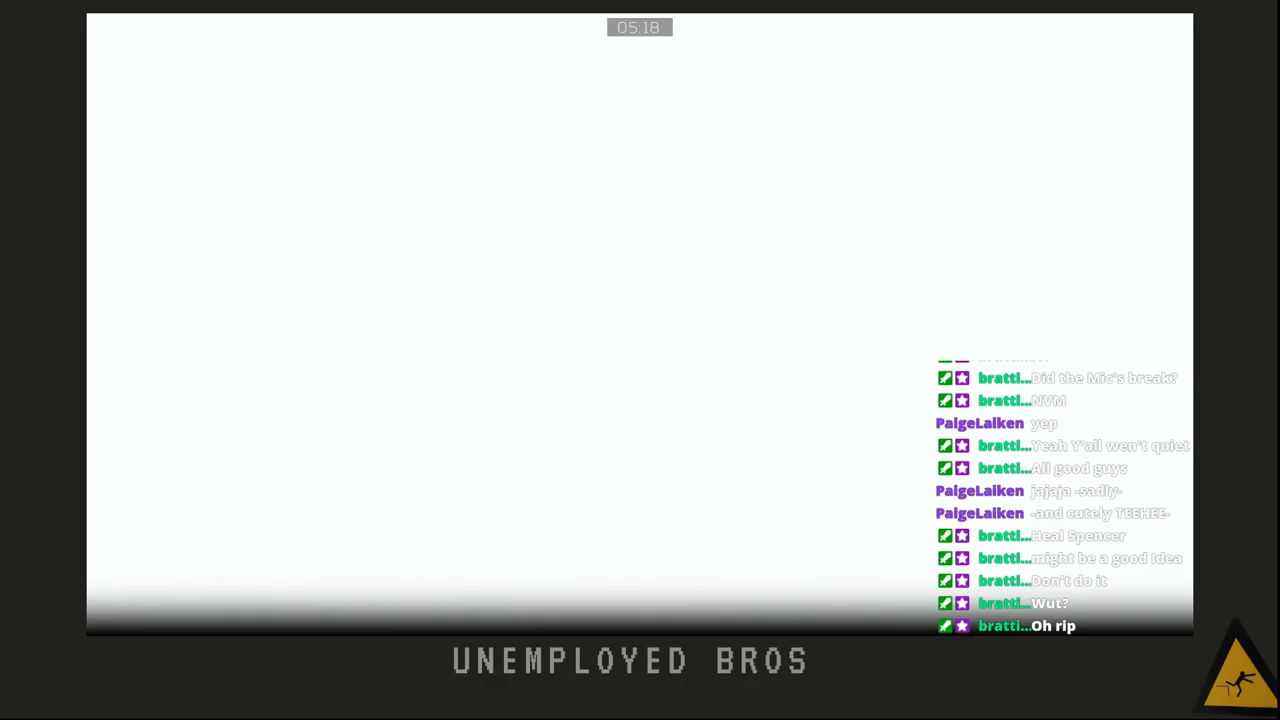 05:18
bratti...Did the Mic's break?
bratti...NVM
PaigeLaiken yep
bratti...Yeah Y'all wen't quiet
bratti...All good guys
PaigeLaiken jajaja -sadly-
PaigeLaiken -and cutely TEEHEE-
bratti...Heal Spencer
bratti...might be a good Idea
bratti...Don't do it
bratti...Wut?
bratti...Oh rip
UNEMPLOYED BROS